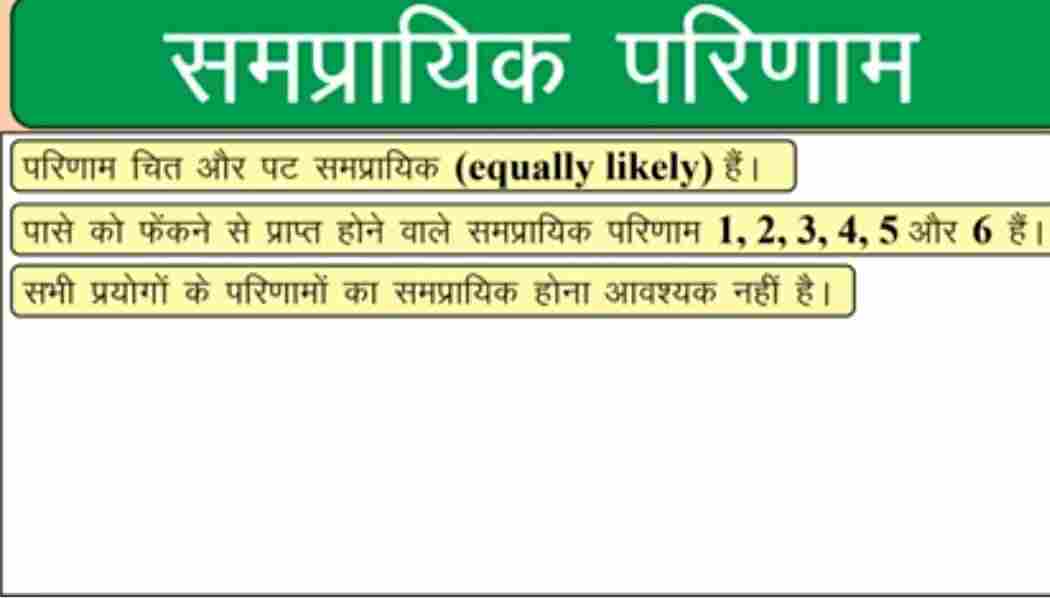 समप्रायिक परिणाम
परिणाम चित और पट समप्रायिक (equally likely) हैं।
पासे को फेंकने से प्राप्त होने वाले समप्रायिक परिणाम 1, 2, 3, 4, 5 और 6 हैं।
सभी प्रयोगों के परिणामों का समप्रायिक होना आवश्यक नहीं है।